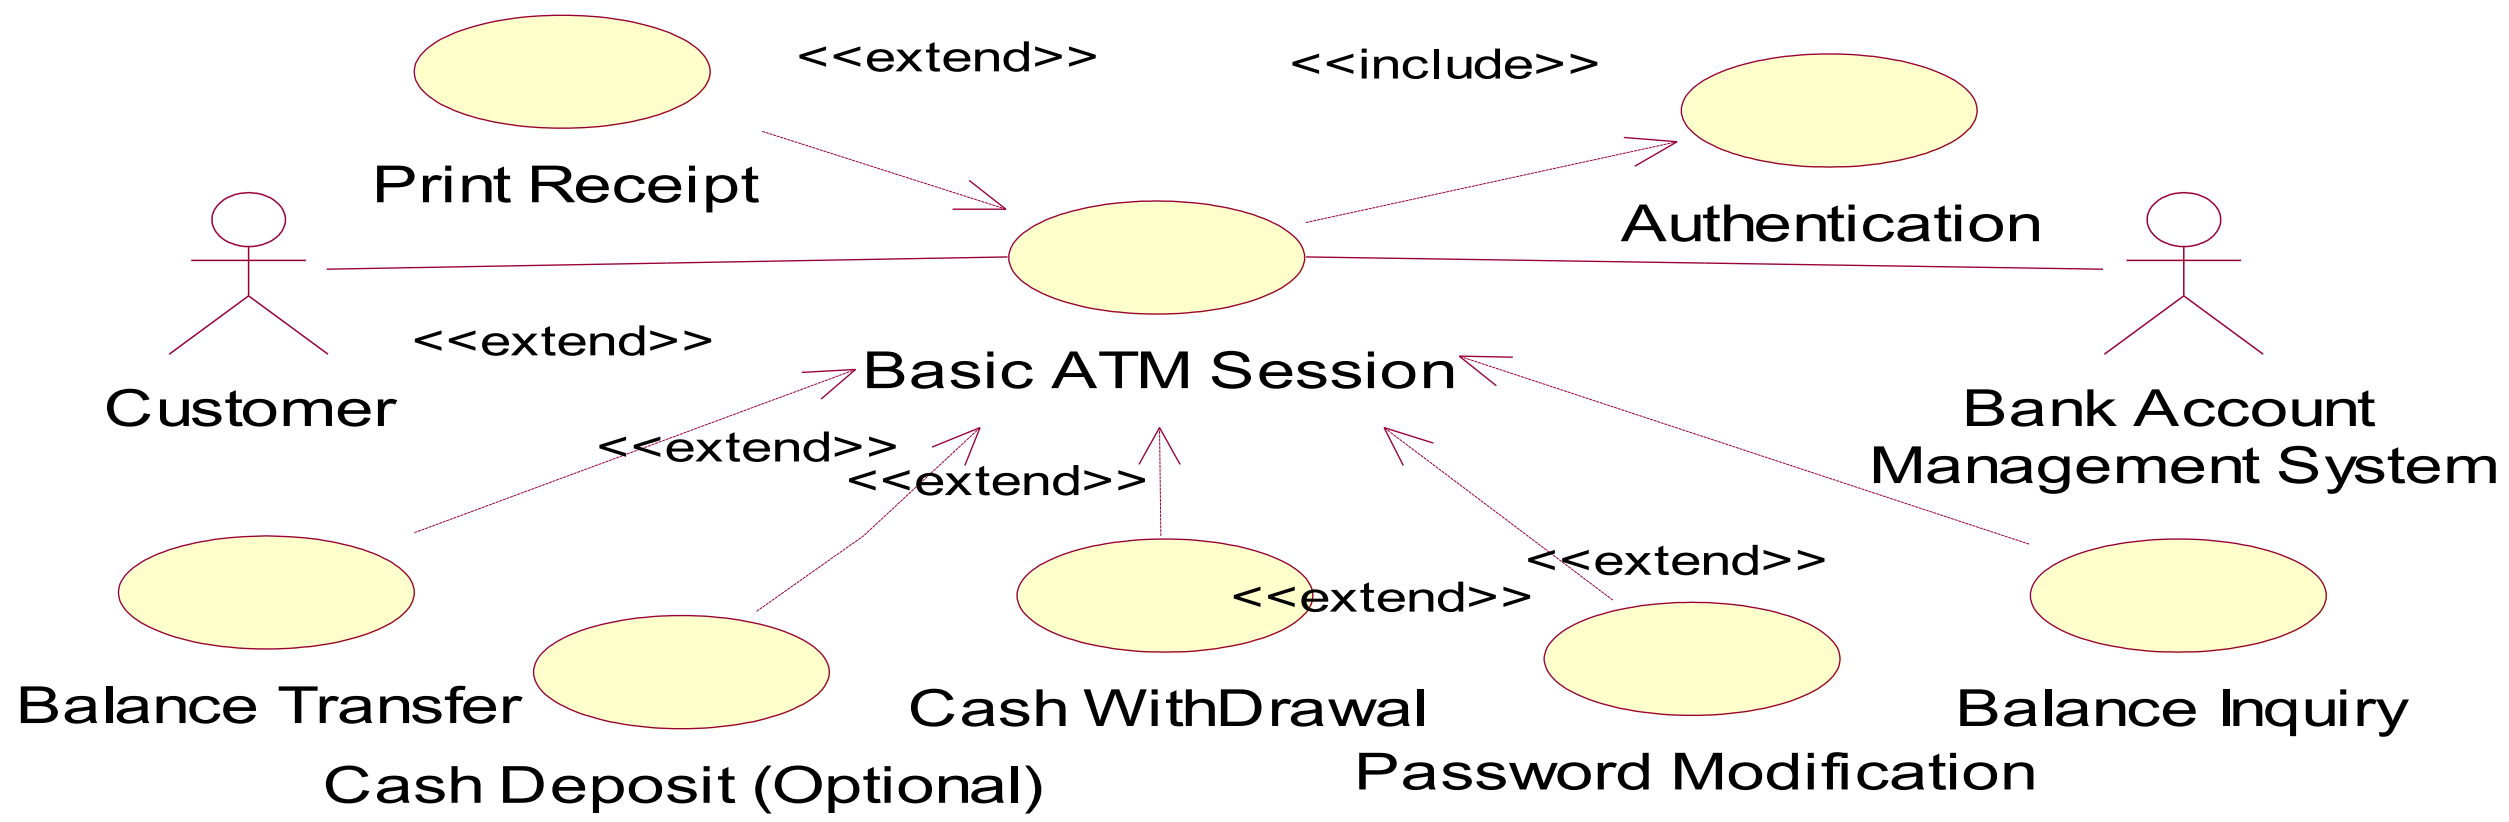 <<extend>>
<<include>>
Print Receipt
Authentication
<<extend>>
Basic ATM Session
Customer
Bank Account
Management System
<<extend>>
<<extend>>
<<extend>>
<<extend>>
Balance Transfer
Cash WithDrawal
Balance Inquiry
Password Modification
Cash Deposit (Optional)